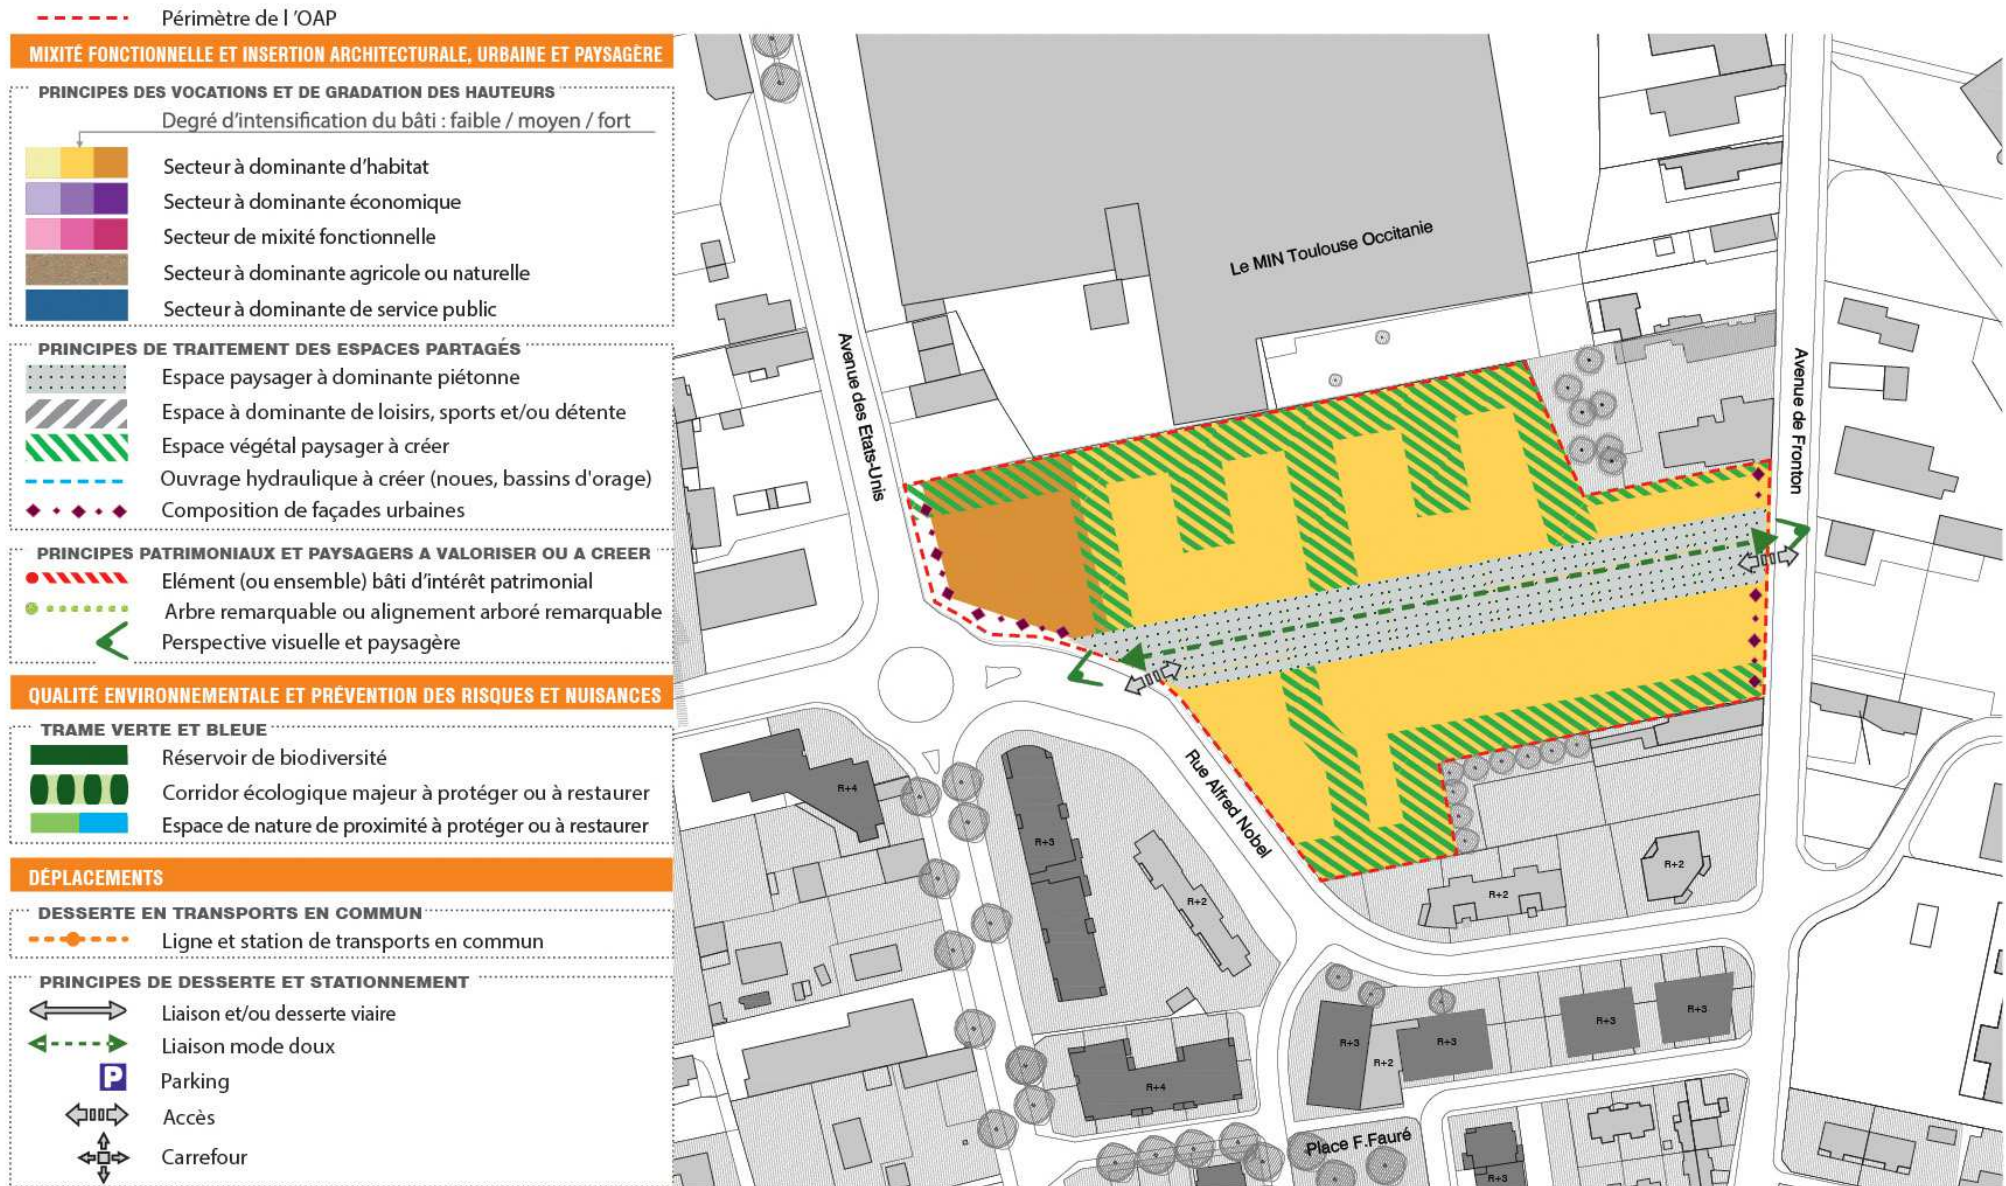 Périmètre de l 'OAP
MIXITÉ FONCTIONNELLE ET INSERTION ARCHITECTURALE, URBAINE ET PAYSAGÈRE
PRINCIPES DES VOCATIONS ET DE GRADATION DES HAUTEURS
Degré d'intensification du bâti : faible / moyen / fort
Secteur à dominante d'habitat
Secteur à dominante économique
Secteur de mixité fonctionnelle
Secteur à dominante agricole ou naturelle
Secteur à dominante de service public
PRINCIPES DE TRAITEMENT DES ESPACES PARTAGÉS
Espace paysager à dominante piétonne
Espace à dominante de loisirs, sports et/ou détente
Espace végétal paysager à créer
Ouvrage hydraulique à créer (noues, bassins d'orage)
Composition de façades urbaines
PRINCIPES PATRIMONIAUX ET PAYSAGERS A VALORISER OU A CREER
Elément (ou ensemble) bâti d'intérêt patrimonial
Arbre remarquable ou alignement arboré remarquable
Perspective visuelle et paysagère
QUALITÉ ENVIRONNEMENTALE ET PRÉVENTION DES RISQUES ET NUISANCES
TRAME VERTE ET BLEUE
Réservoir de biodiversité
Corridor écologique majeur à protéger ou à restaurer
Espace de nature de proximité à protéger ou à restaurer
DÉPLACEMENTS
DESSERTE EN TRANSPORTS EN COMMUN
Ligne et station de transports en commun
PRINCIPES DE DESSERTE ET STATIONNEMENT
Liaison et/ou desserte viaire
Liaison mode doux
P
Parking
Accès
Carrefour
Le MIN Toulouse Occitanie
Avenue des Etats-Unis
Avenue de Fronton
Rue Alfred Nobel
R+4
R+3
R+2
R+2
R+2
R+4
R+3
R+2
R+3
R+3
R+3
Place F.Fauré
R+3